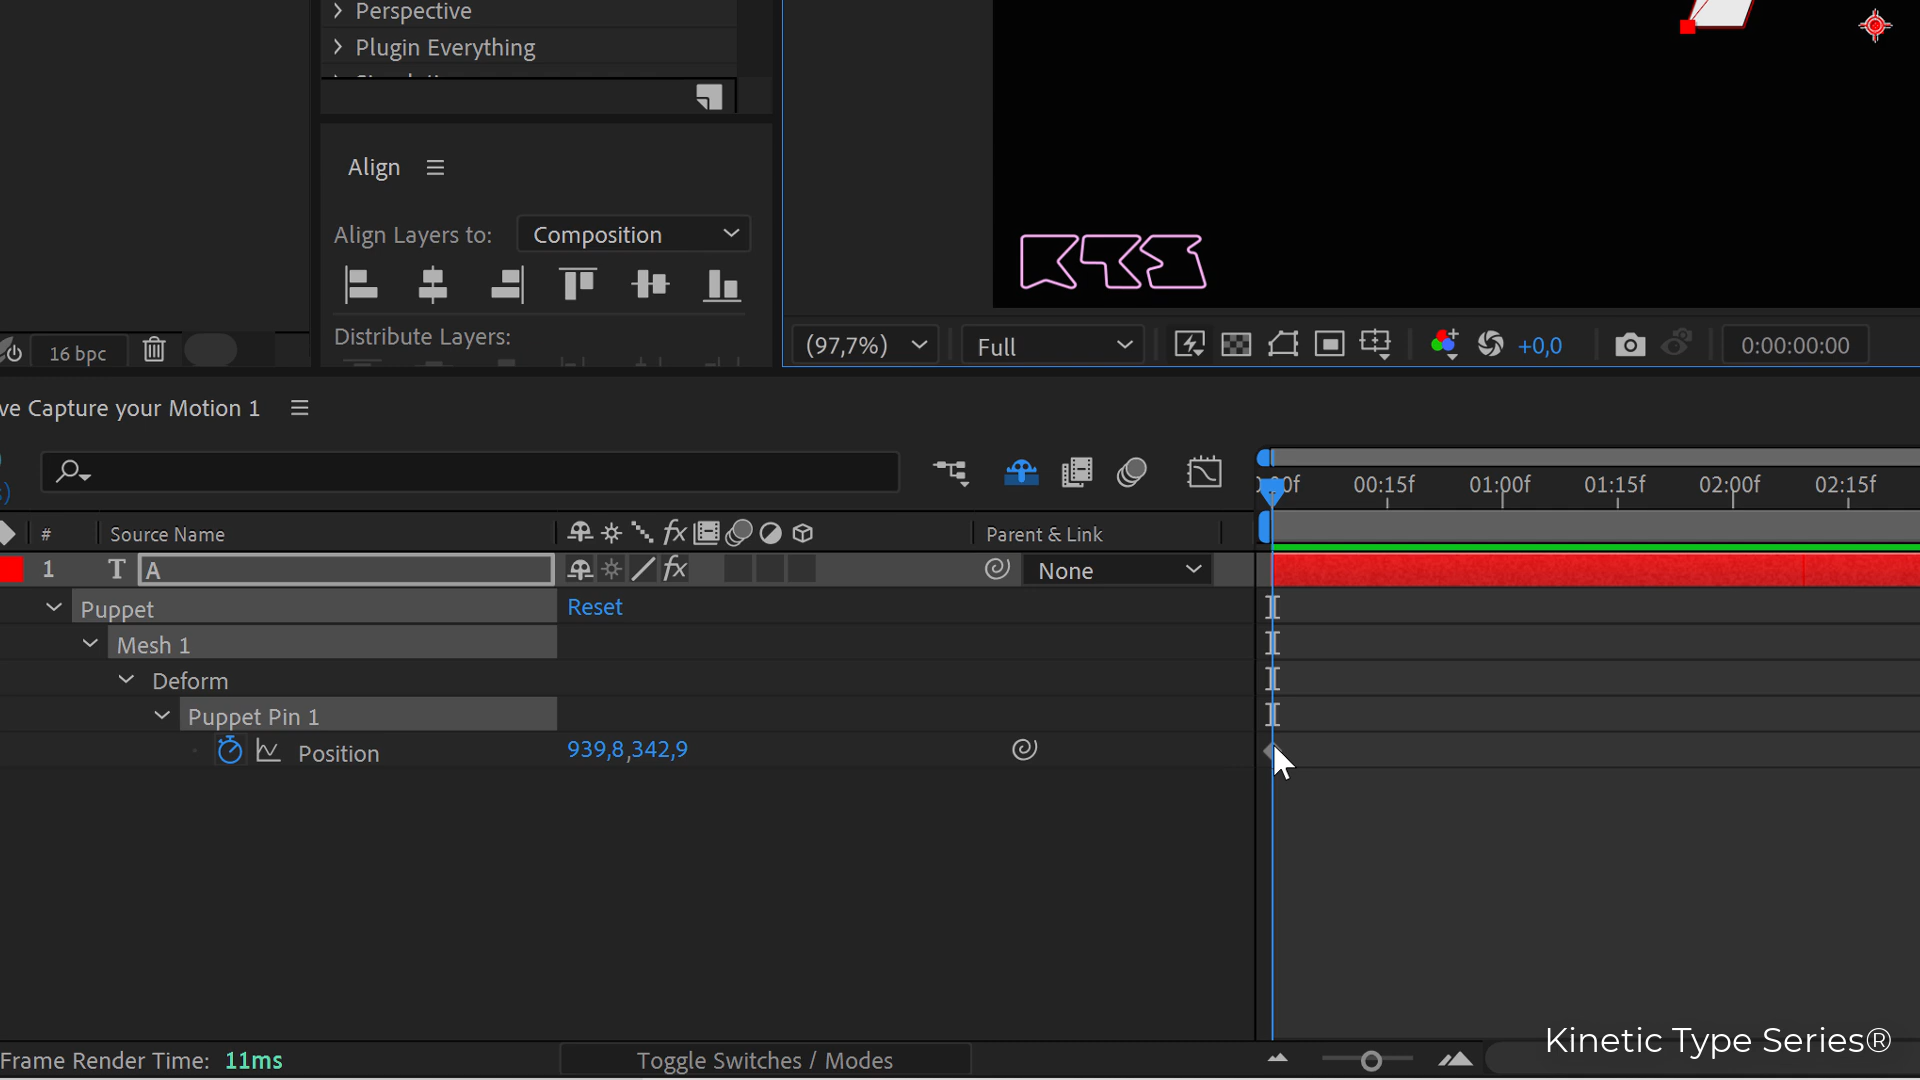 Perspective
Plugin Everything
Align
Align Layers to: Composition
Distribute Layers:
16 bpc
(97,7%)
Full
+0,0
0:00:00:00
ve Capture your Motion 1
00f 00:15f 01:00f 01:15f 02:00f 02:15f
# Source Name fx Parent & Link
1 T A fx None
Puppet Reset
Mesh 1
Deform
Puppet Pin 1
Position 939,8,342,9
Frame Render Time: 11ms
Toggle Switches / Modes
Kinetic Type Series®